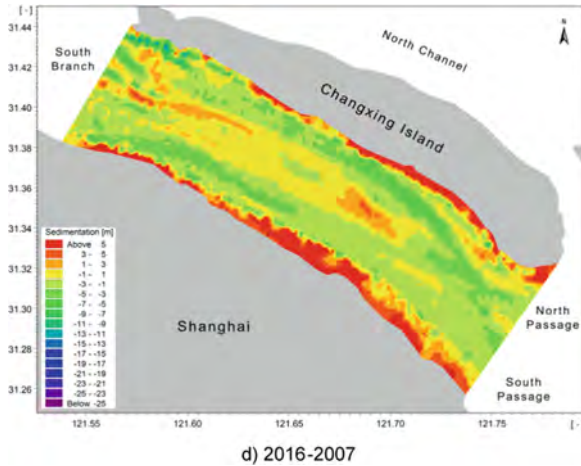 [ - ]
31.44
31.42
31.40
31.38
31.36
31.34
31.32
31.30
31.28
31.26
N
North Channel
South
Branch
Changxing Island
Shanghai
North
Passage
South
Passage
Sedimentation [m]
Above 5
3 - 5
1 - 3
-1 - 1
-3 - -1
-5 - -3
-7 - -5
-9 - -7
-11 - -9
-13 - -11
-15 - -13
-17 - -15
-19 - -17
-21 - -19
-23 - -21
-25 - -23
Below -25
121.55
121.60
121.65
121.70
121.75
[ -
d) 2016-2007